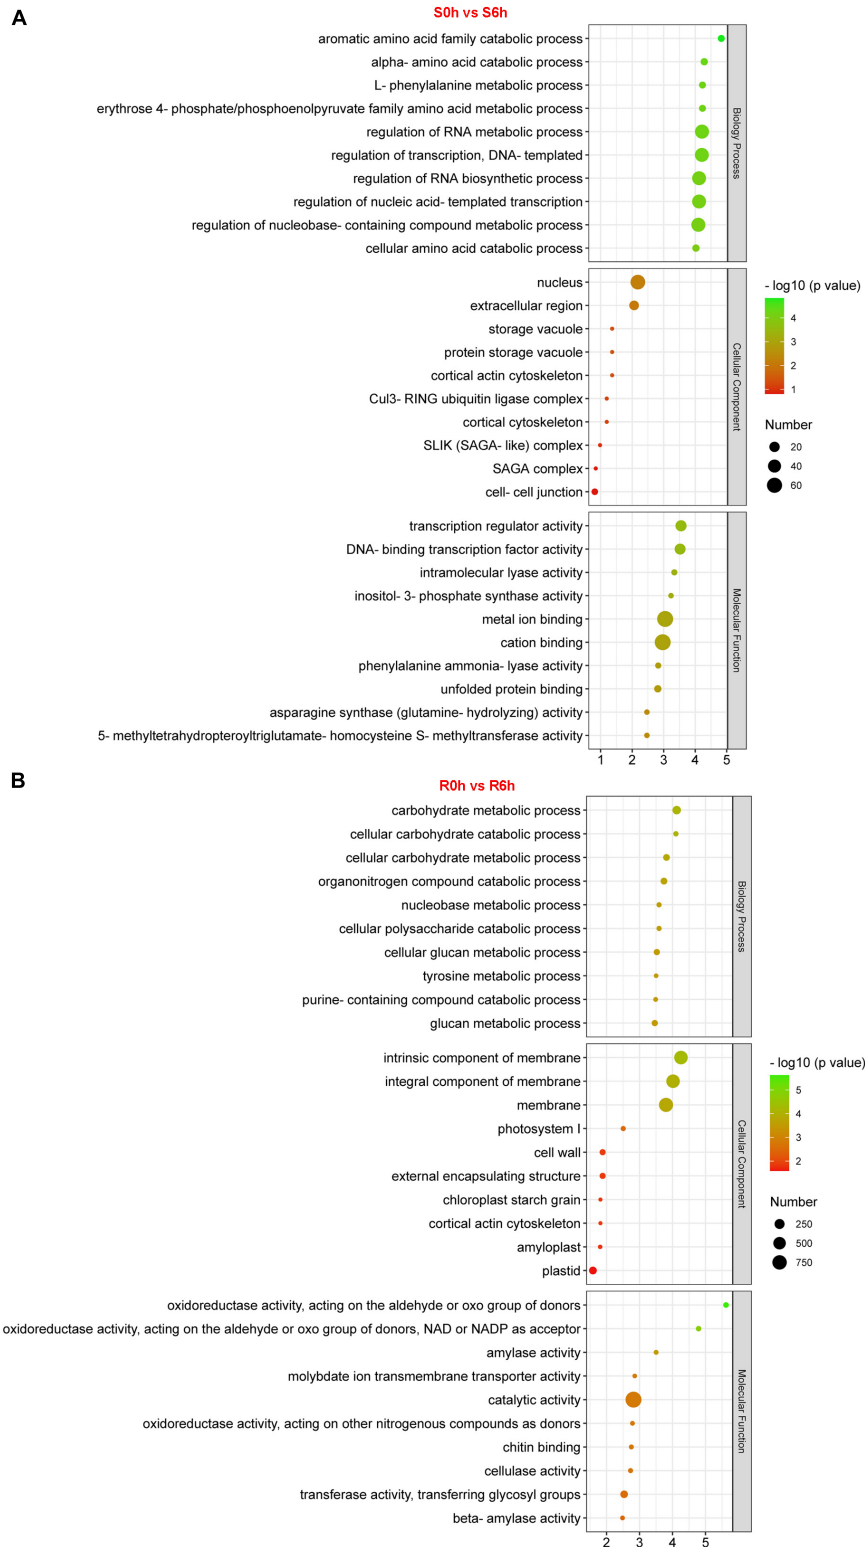 A
S0h vs S6h
aromatic amino acid family catabolic process
alpha- amino acid catabolic process
L- phenylalanine metabolic process
erythrose 4- phosphate/phosphoenolpyruvate family amino acid metabolic process
regulation of RNA metabolic process
regulation of transcription, DNA- templated
regulation of RNA biosynthetic process
regulation of nucleic acid- templated transcription
regulation of nucleobase- containing compound metabolic process
cellular amino acid catabolic process
Biology Process
nucleus
extracellular region
storage vacuole
protein storage vacuole
cortical actin cytoskeleton
Cul3- RING ubiquitin ligase complex
cortical cytoskeleton
SLIK (SAGA- like) complex
SAGA complex
cell- cell junction
Cellular Component
transcription regulator activity
DNA- binding transcription factor activity
intramolecular lyase activity
inositol- 3- phosphate synthase activity
metal ion binding
cation binding
phenylalanine ammonia- lyase activity
unfolded protein binding
asparagine synthase (glutamine- hydrolyzing) activity
5- methyltetrahydropteroyltriglutamate- homocysteine S- methyltransferase activity
Molecular Function
1 2 3 4 5
- log10 (p value)
4
3
2
1
Number
20
40
60
B
R0h vs R6h
carbohydrate metabolic process
cellular carbohydrate catabolic process
cellular carbohydrate metabolic process
organonitrogen compound catabolic process
nucleobase metabolic process
cellular polysaccharide catabolic process
cellular glucan metabolic process
tyrosine metabolic process
purine- containing compound catabolic process
glucan metabolic process
Biology Process
intrinsic component of membrane
integral component of membrane
membrane
photosystem I
cell wall
external encapsulating structure
chloroplast starch grain
cortical actin cytoskeleton
amyloplast
plastid
Cellular Component
oxidoreductase activity, acting on the aldehyde or oxo group of donors
oxidoreductase activity, acting on the aldehyde or oxo group of donors, NAD or NADP as acceptor
amylase activity
molybdate ion transmembrane transporter activity
catalytic activity
oxidoreductase activity, acting on other nitrogenous compounds as donors
chitin binding
cellulase activity
transferase activity, transferring glycosyl groups
beta- amylase activity
Molecular Function
2 3 4 5
- log10 (p value)
5
4
3
2
Number
250
500
750